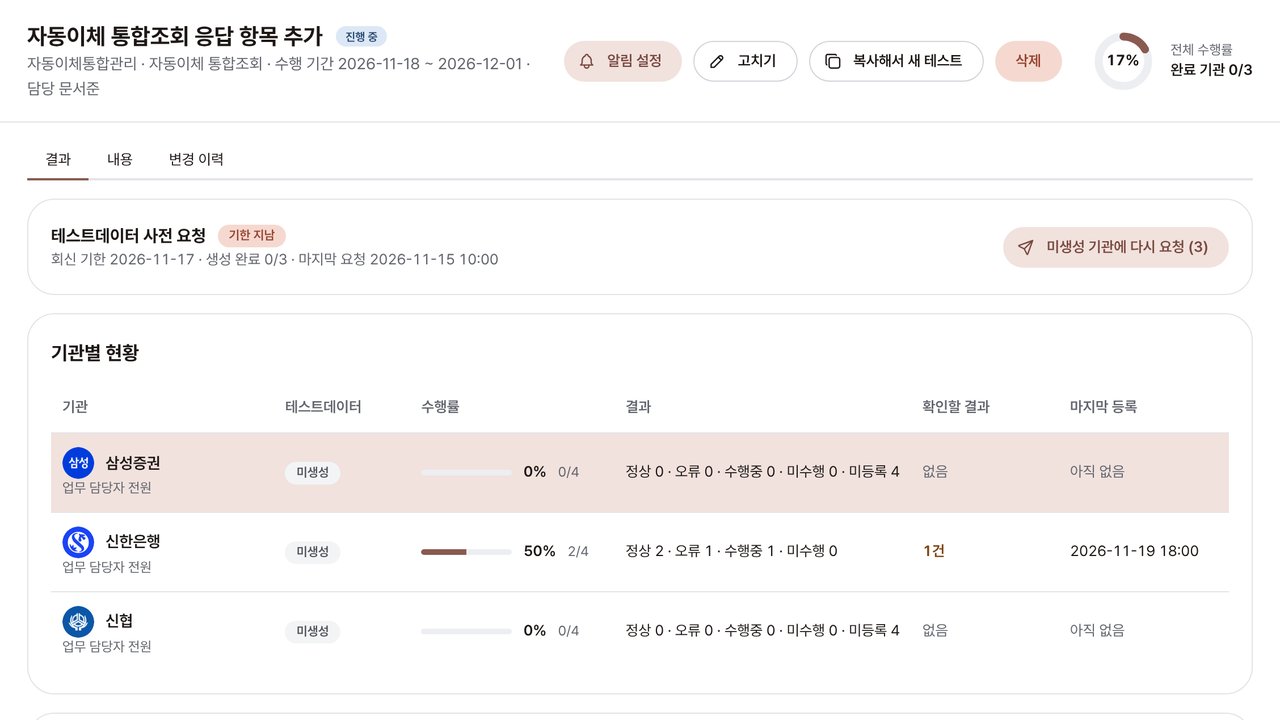 자동이체 통합조회 응답 항목 추가 진행 중
자동이체통합관리 · 자동이체 통합조회 · 수행 기간 2026-11-18 ~ 2026-12-01 ·
담당 문서준
알림 설정
고치기
복사해서 새 테스트
삭제
17%
전체 수행률
완료 기관 0/3
결과 내용 변경 이력
테스트데이터 사전 요청 기한 지남
회신 기한 2026-11-17 · 생성 완료 0/3 · 마지막 요청 2026-11-15 10:00
미생성 기관에 다시 요청 (3)
기관별 현황
기관 테스트데이터 수행률 결과 확인할 결과 마지막 등록
삼성 삼성증권
업무 담당자 전원
미생성 0% 0/4 정상 0 · 오류 0 · 수행중 0 · 미수행 0 · 미등록 4 없음 아직 없음
신한은행
업무 담당자 전원
미생성 50% 2/4 정상 2 · 오류 1 · 수행중 1 · 미수행 0 1건 2026-11-19 18:00
신협
업무 담당자 전원
미생성 0% 0/4 정상 0 · 오류 0 · 수행중 0 · 미수행 0 · 미등록 4 없음 아직 없음